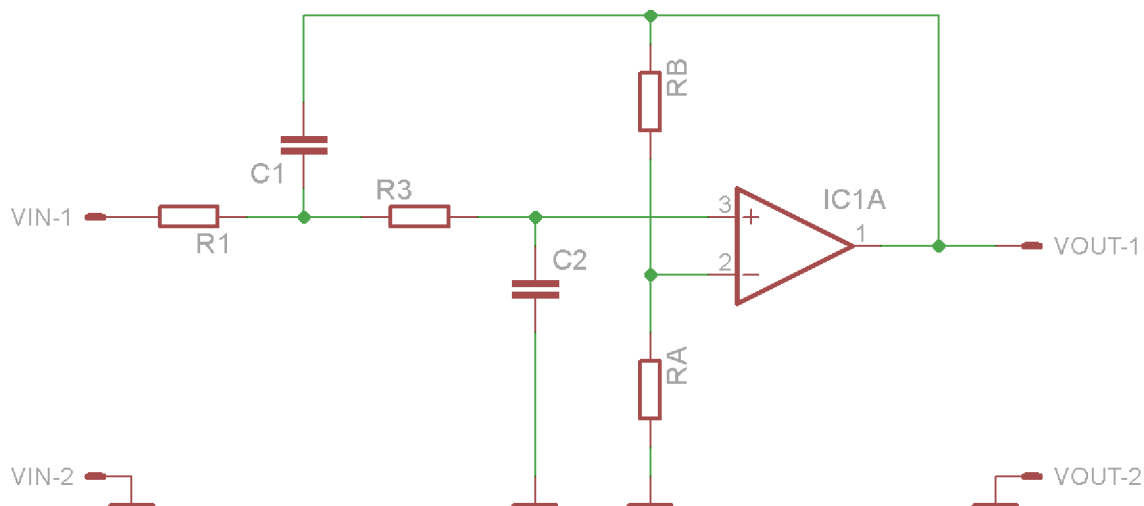 RB
C1
R3
IC1A
VIN-1
3
+
1
R1
C2
2
−
VOUT-1
RA
VIN-2
VOUT-2